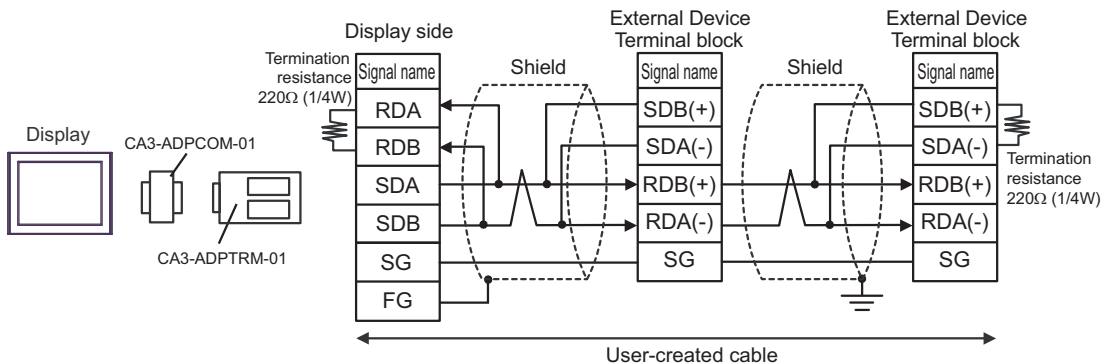 Display
CA3-ADPCOM-01
CA3-ADPTRM-01
Display side
Termination
resistance
220Ω (1/4W)
Signal name
RDA
RDB
SDA
SDB
SG
FG
Shield
External Device
Terminal block
Signal name
SDB(+)
SDA(-)
RDB(+)
RDA(-)
SG
Shield
External Device
Terminal block
Signal name
SDB(+)
SDA(-)
RDB(+)
RDA(-)
SG
Termination
resistance
220Ω (1/4W)
User-created cable